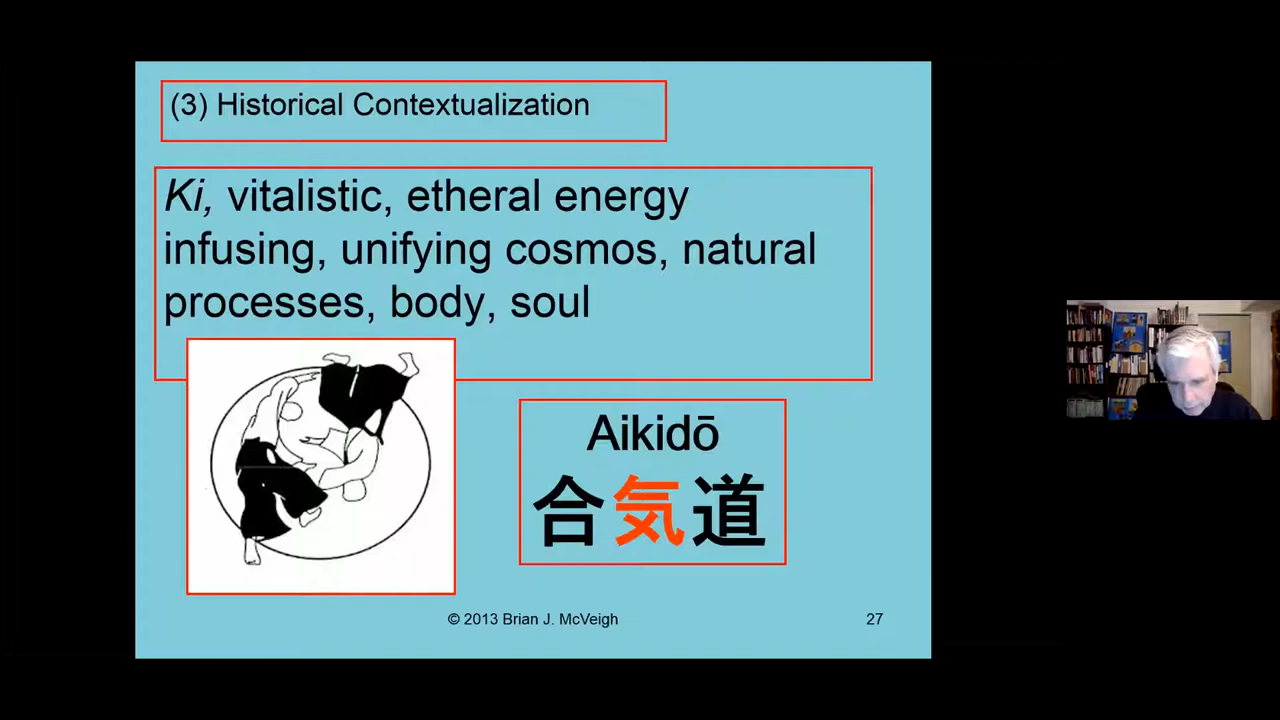 (3) Historical Contextualization
Ki, vitalistic, etheral energy
infusing, unifying cosmos, natural
processes, body, soul
Aikidō
合気道
© 2013 Brian J. McVeigh
27